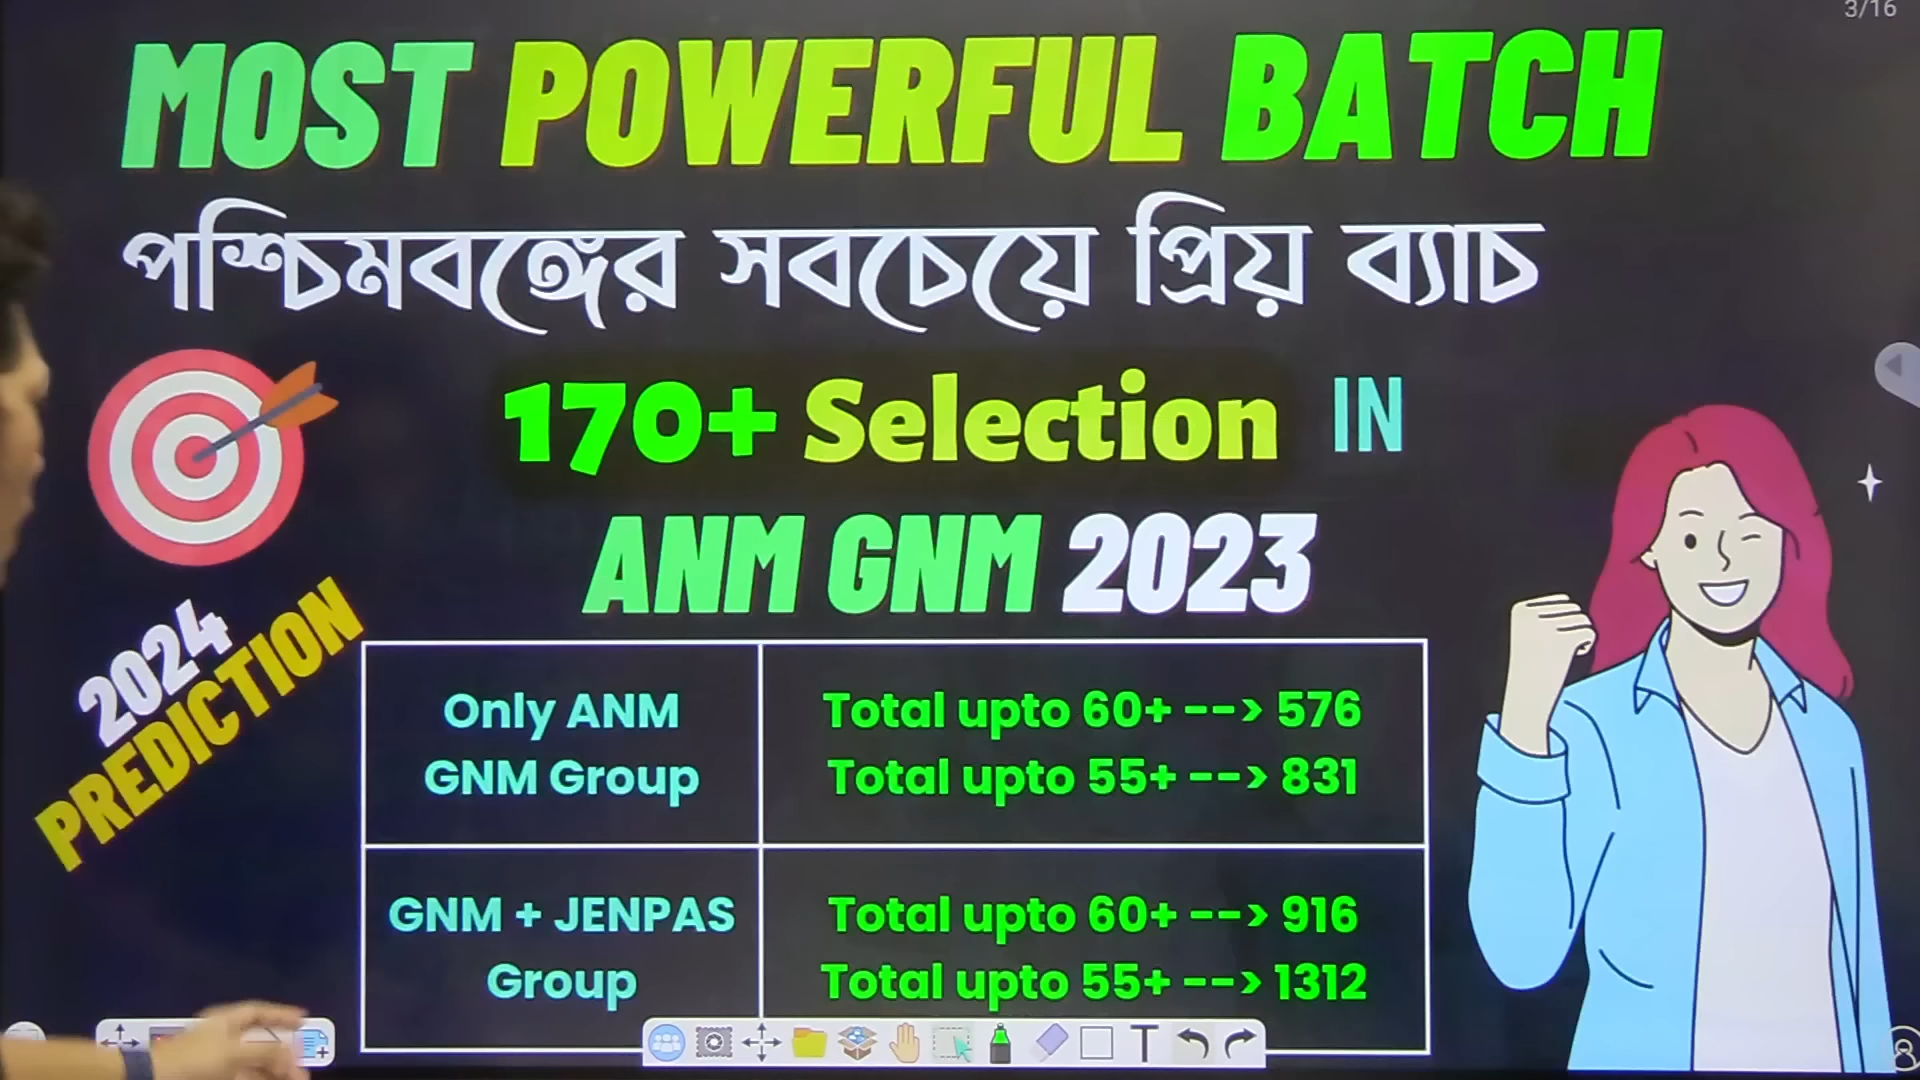 3/16
MOST POWERFUL BATCH
পশ্চিমবঙ্গের সবচেয়ে প্রিয় ব্যাচ
170+ Selection IN
ANM GNM 2023
2024
PREDICTION
Only ANM
GNM Group
Total upto 60+ --> 576
Total upto 55+ --> 831
GNM + JENPAS
Group
Total upto 60+ --> 916
Total upto 55+ --> 1312
T